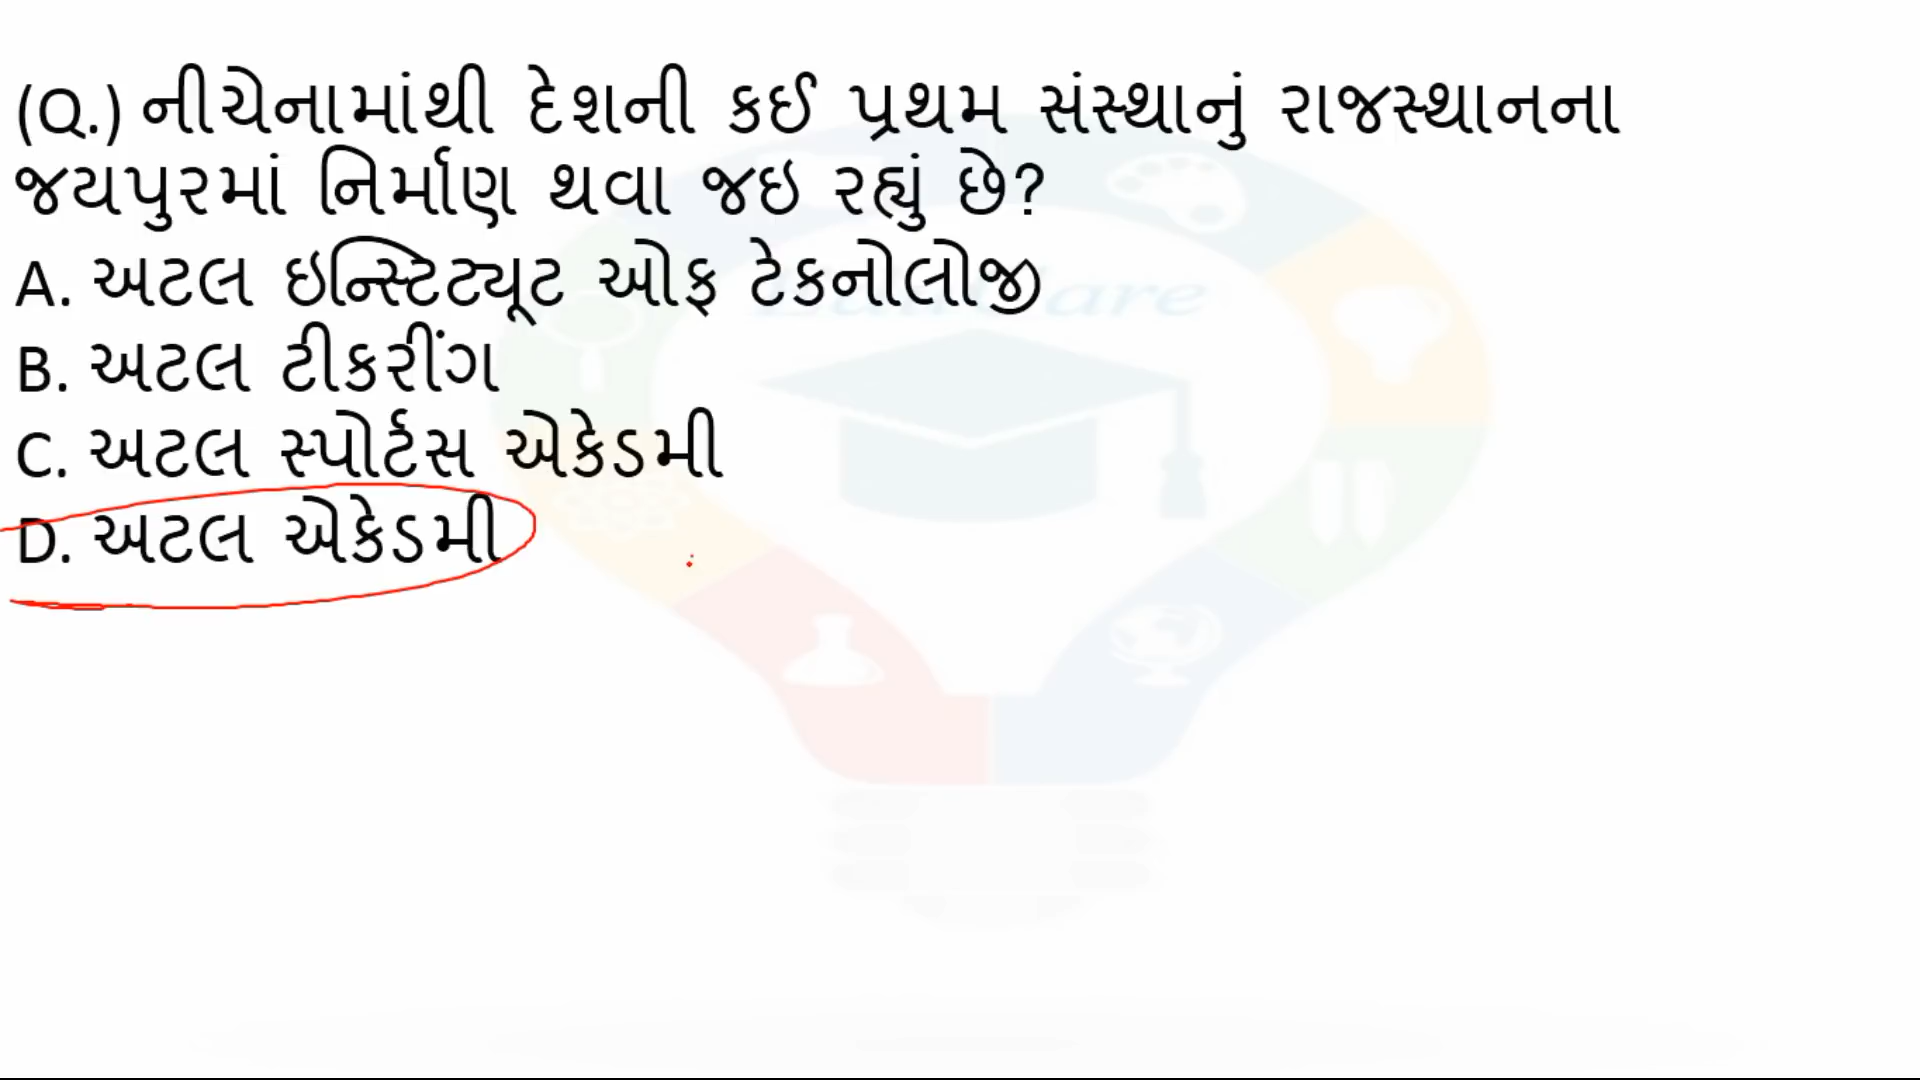 (Q.) નીચેનામાંથી દેશની કઈ પ્રથમ સંસ્થાનું રાજસ્થાનના
જયપુરમાં નિર્માણ થવા જઇ રહ્યું છે?
A. અટલ ઇન્સ્ટિટ્યૂટ ઓફ ટેકનોલોજી
B. અટલ ટીકરીંગ
C. અટલ સ્પોર્ટસ એકેડમી
D. અટલ એકેડમી